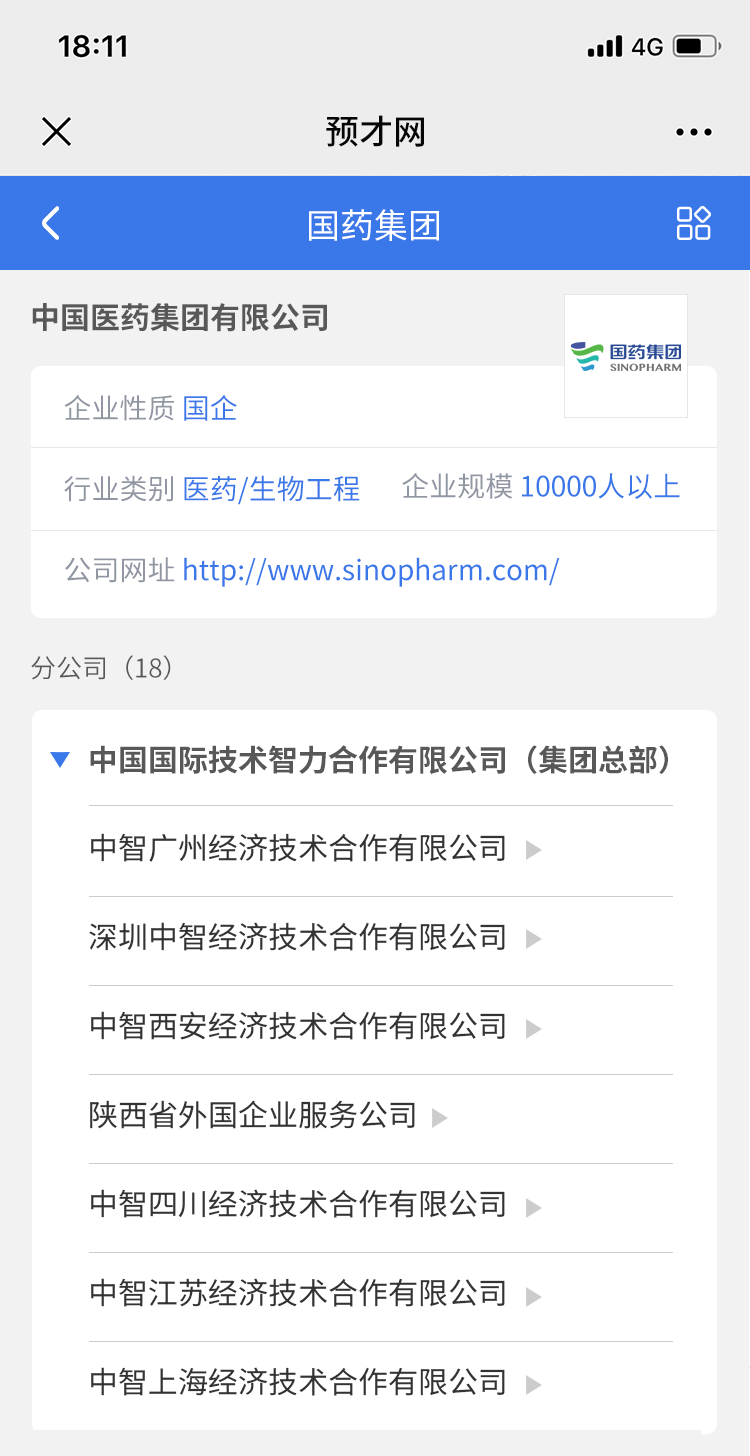 18:11
4G
预才网
国药集团
中国医药集团有限公司
国药集团
SINOPHARM
企业性质 国企
行业类别 医药/生物工程 企业规模 10000人以上
公司网址 http://www.sinopharm.com/
分公司（18）
中国国际技术智力合作有限公司（集团总部）
中智广州经济技术合作有限公司
深圳中智经济技术合作有限公司
中智西安经济技术合作有限公司
陕西省外国企业服务公司
中智四川经济技术合作有限公司
中智江苏经济技术合作有限公司
中智上海经济技术合作有限公司